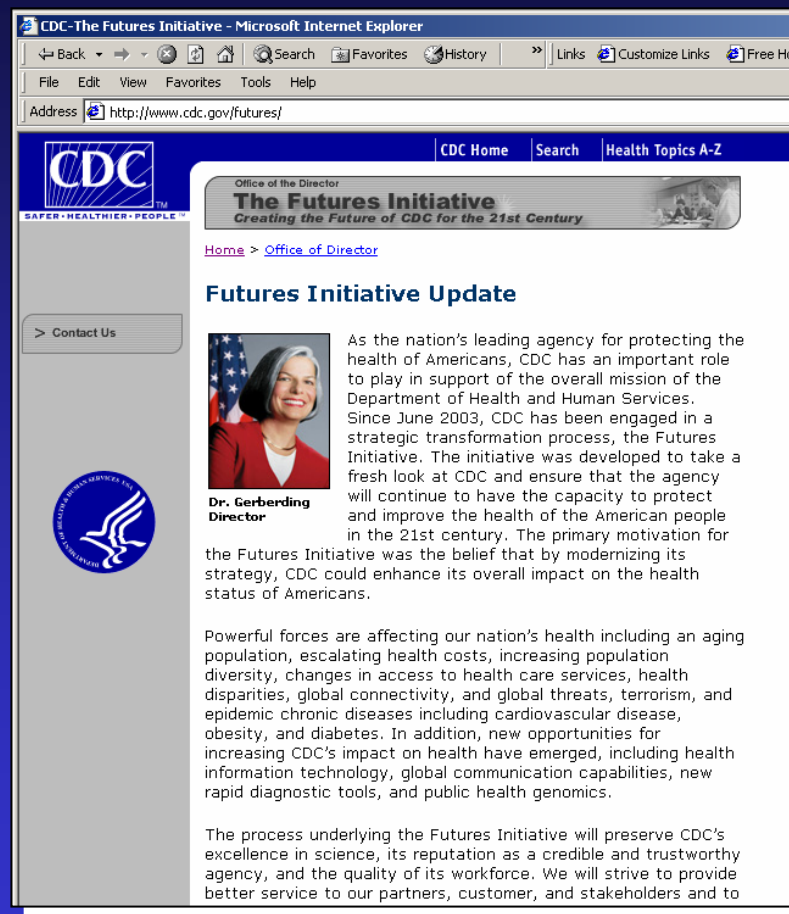 CDC-The Futures Initiative - Microsoft Internet Explorer
Back Search Favorites History » Links Customize Links Free
File Edit View Favorites Tools Help
Address http://www.cdc.gov/futures/
CDC Home Search Health Topics A-Z
CDC
TM
SAFER·HEALTHIER·PEOPLE™
Office of the Director
The Futures Initiative
Creating the Future of CDC for the 21st Century
Home > Office of Director
Futures Initiative Update
> Contact Us
As the nation's leading agency for protecting the
health of Americans, CDC has an important role
to play in support of the overall mission of the
Department of Health and Human Services.
Since June 2003, CDC has been engaged in a
strategic transformation process, the Futures
Initiative. The initiative was developed to take a
fresh look at CDC and ensure that the agency
will continue to have the capacity to protect
and improve the health of the American people
in the 21st century. The primary motivation for
the Futures Initiative was the belief that by modernizing its
strategy, CDC could enhance its overall impact on the health
status of Americans.
Dr. Gerberding
Director
DEPARTMENT OF HEALTH & HUMAN SERVICES·USA
Powerful forces are affecting our nation's health including an aging
population, escalating health costs, increasing population
diversity, changes in access to health care services, health
disparities, global connectivity, and global threats, terrorism, and
epidemic chronic diseases including cardiovascular disease,
obesity, and diabetes. In addition, new opportunities for
increasing CDC's impact on health have emerged, including health
information technology, global communication capabilities, new
rapid diagnostic tools, and public health genomics.
The process underlying the Futures Initiative will preserve CDC's
excellence in science, its reputation as a credible and trustworthy
agency, and the quality of its workforce. We will strive to provide
better service to our partners, customer, and stakeholders and to